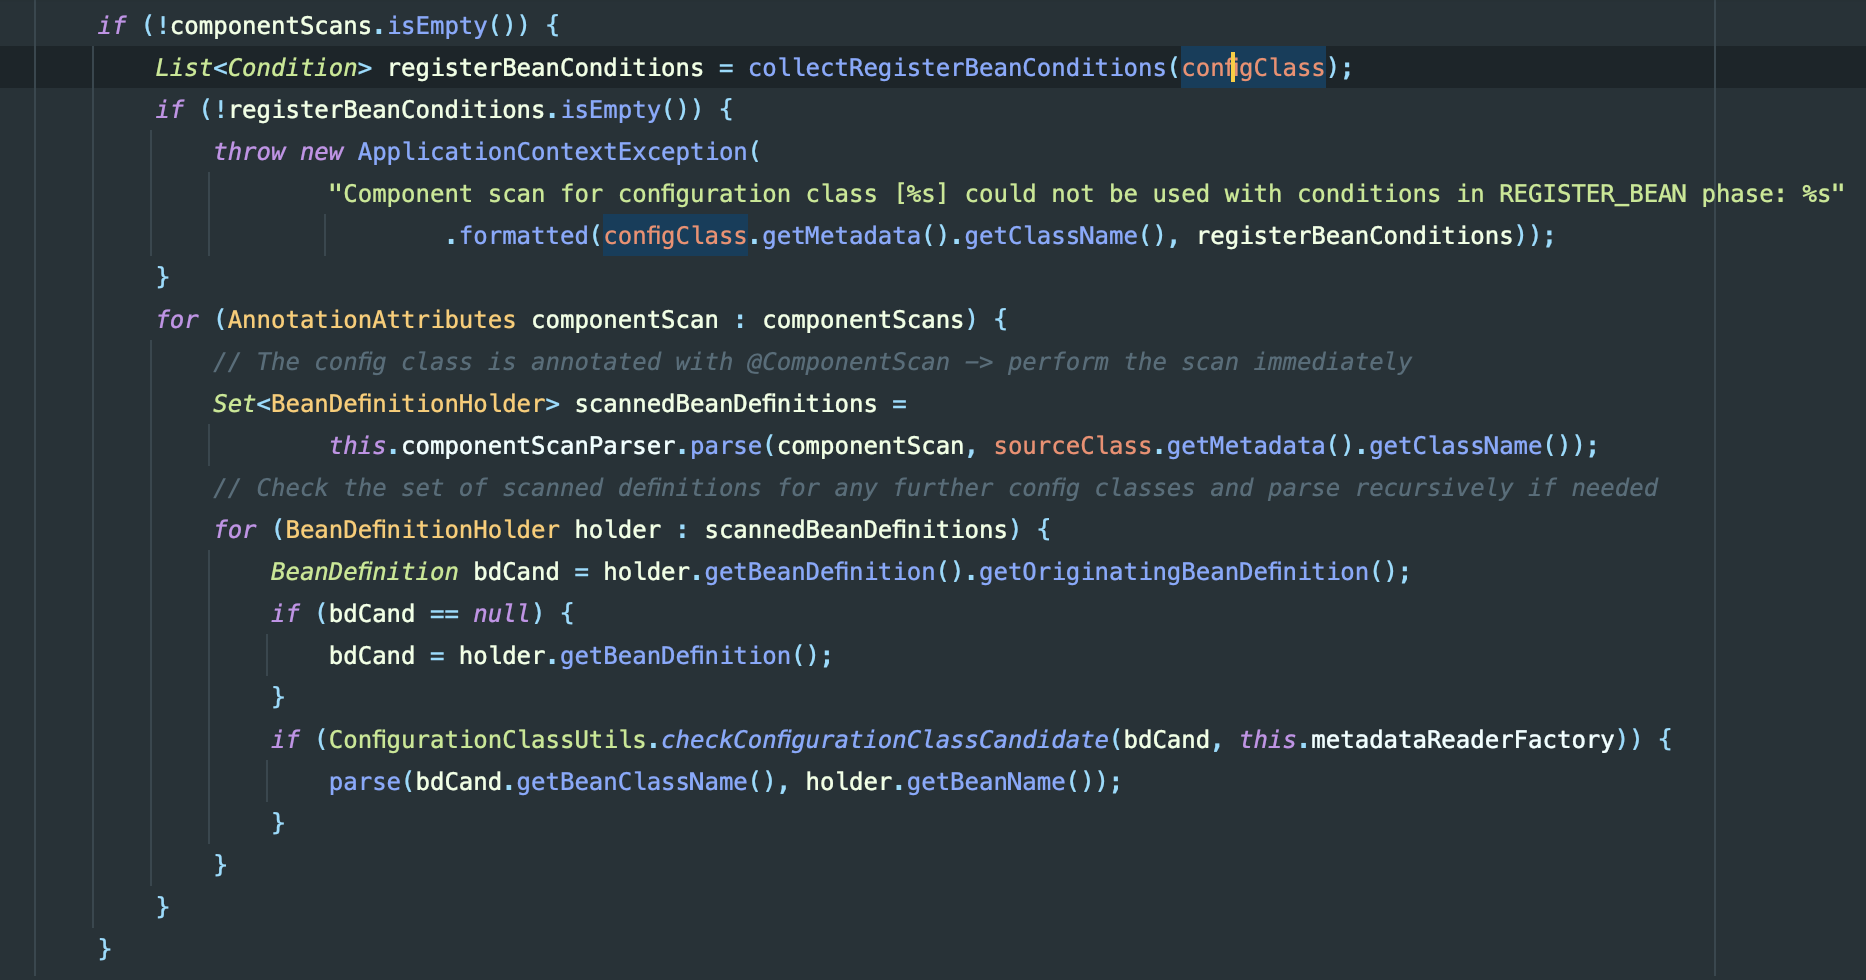 if (!componentScans.isEmpty()) {
List<Condition> registerBeanConditions = collectRegisterBeanConditions(configClass);
if (!registerBeanConditions.isEmpty()) {
throw new ApplicationContextException(
"Component scan for configuration class [%s] could not be used with conditions in REGISTER_BEAN phase: %s"
.formatted(configClass.getMetadata().getClassName(), registerBeanConditions));
}
for (AnnotationAttributes componentScan : componentScans) {
// The config class is annotated with @ComponentScan -> perform the scan immediately
Set<BeanDefinitionHolder> scannedBeanDefinitions =
this.componentScanParser.parse(componentScan, sourceClass.getMetadata().getClassName());
// Check the set of scanned definitions for any further config classes and parse recursively if needed
for (BeanDefinitionHolder holder : scannedBeanDefinitions) {
BeanDefinition bdCand = holder.getBeanDefinition().getOriginatingBeanDefinition();
if (bdCand == null) {
bdCand = holder.getBeanDefinition();
}
if (ConfigurationClassUtils.checkConfigurationClassCandidate(bdCand, this.metadataReaderFactory)) {
parse(bdCand.getBeanClassName(), holder.getBeanName());
}
}
}
}